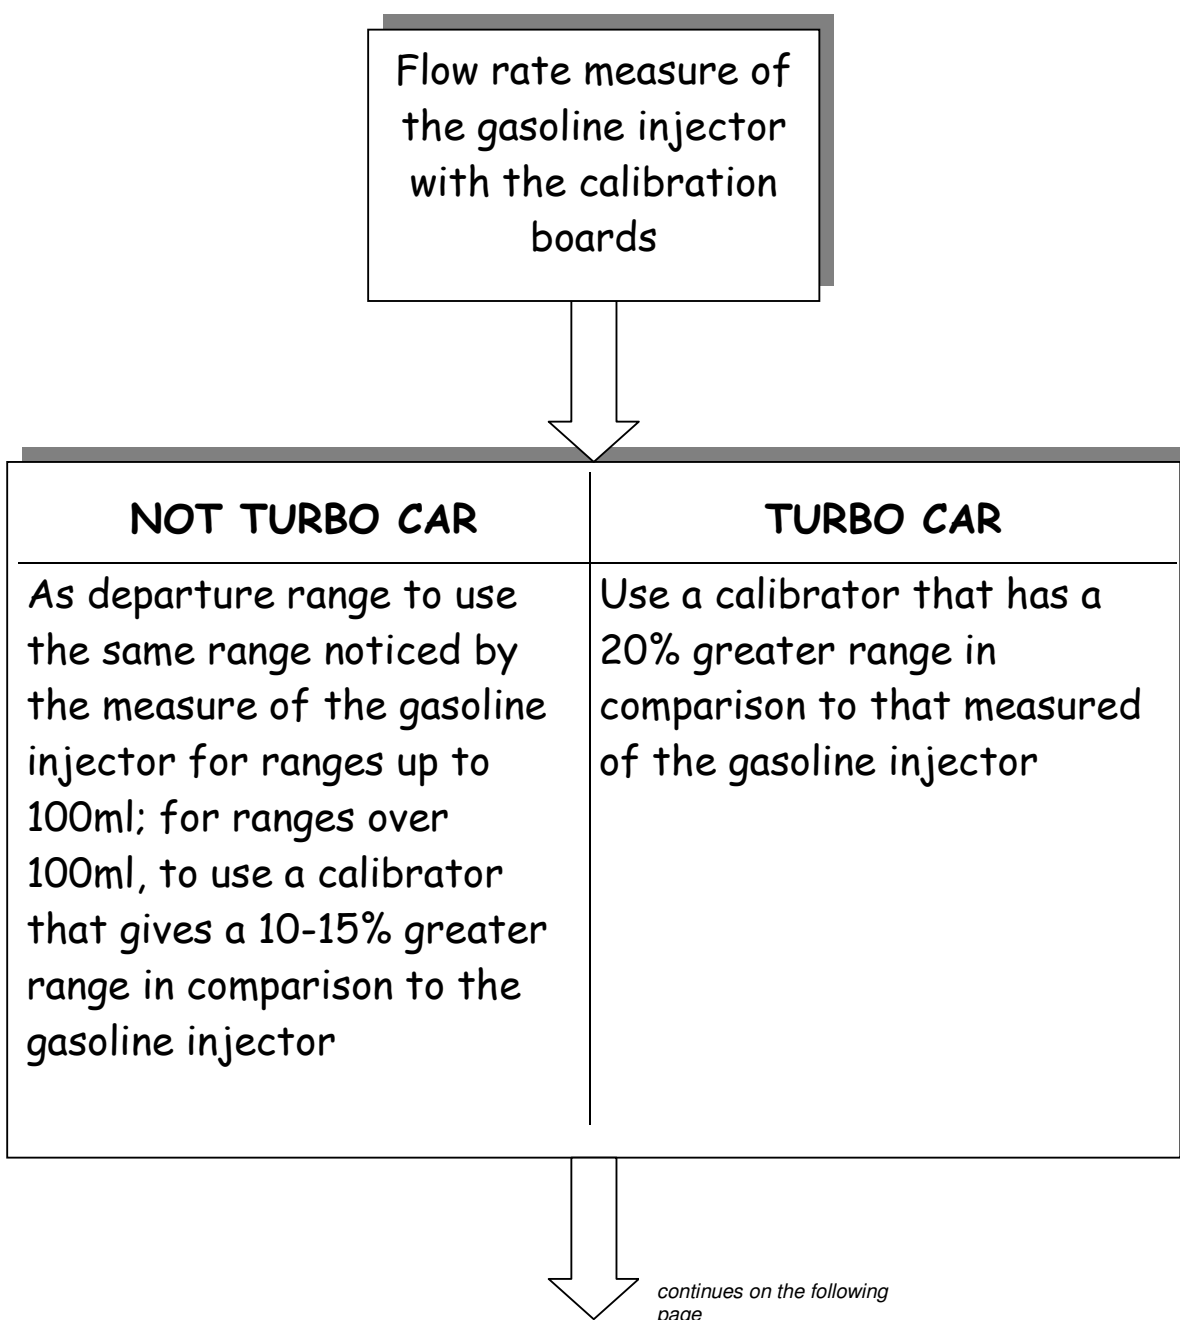 Flow rate measure of
the gasoline injector
with the calibration
boards
NOT TURBO CAR
As departure range to use
the same range noticed by
the measure of the gasoline
injector for ranges up to
100ml; for ranges over
100ml, to use a calibrator
that gives a 10-15% greater
range in comparison to the
gasoline injector
TURBO CAR
Use a calibrator that has a
20% greater range in
comparison to that measured
of the gasoline injector
continues on the following
page